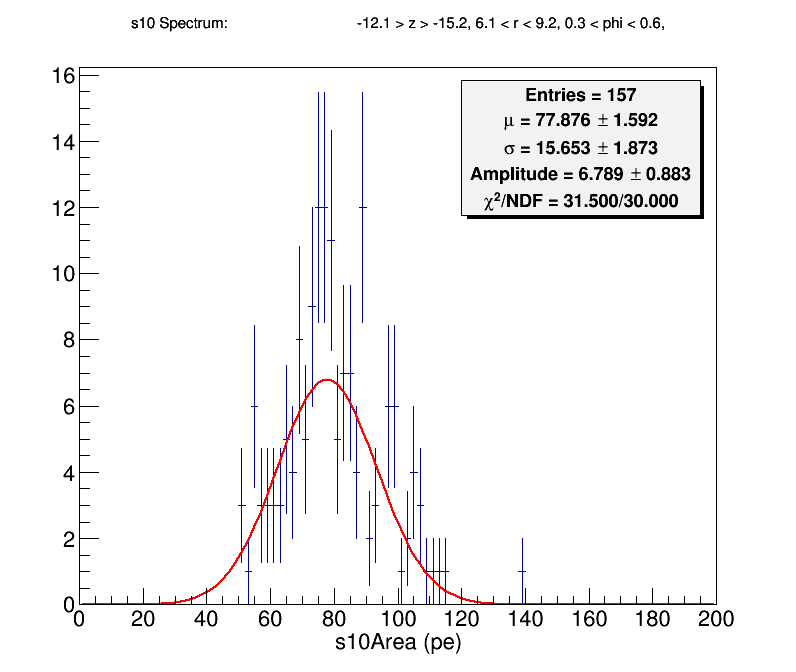 s10 Spectrum: -12.1 > z > -15.2, 6.1 < r < 9.2, 0.3 < phi < 0.6,
Entries = 157
μ = 77.876 ± 1.592
σ = 15.653 ± 1.873
Amplitude = 6.789 ± 0.883
χ²/NDF = 31.500/30.000
16
14
12
10
8
6
4
2
0
0 20 40 60 80 100 120 140 160 180 200
s10Area (pe)